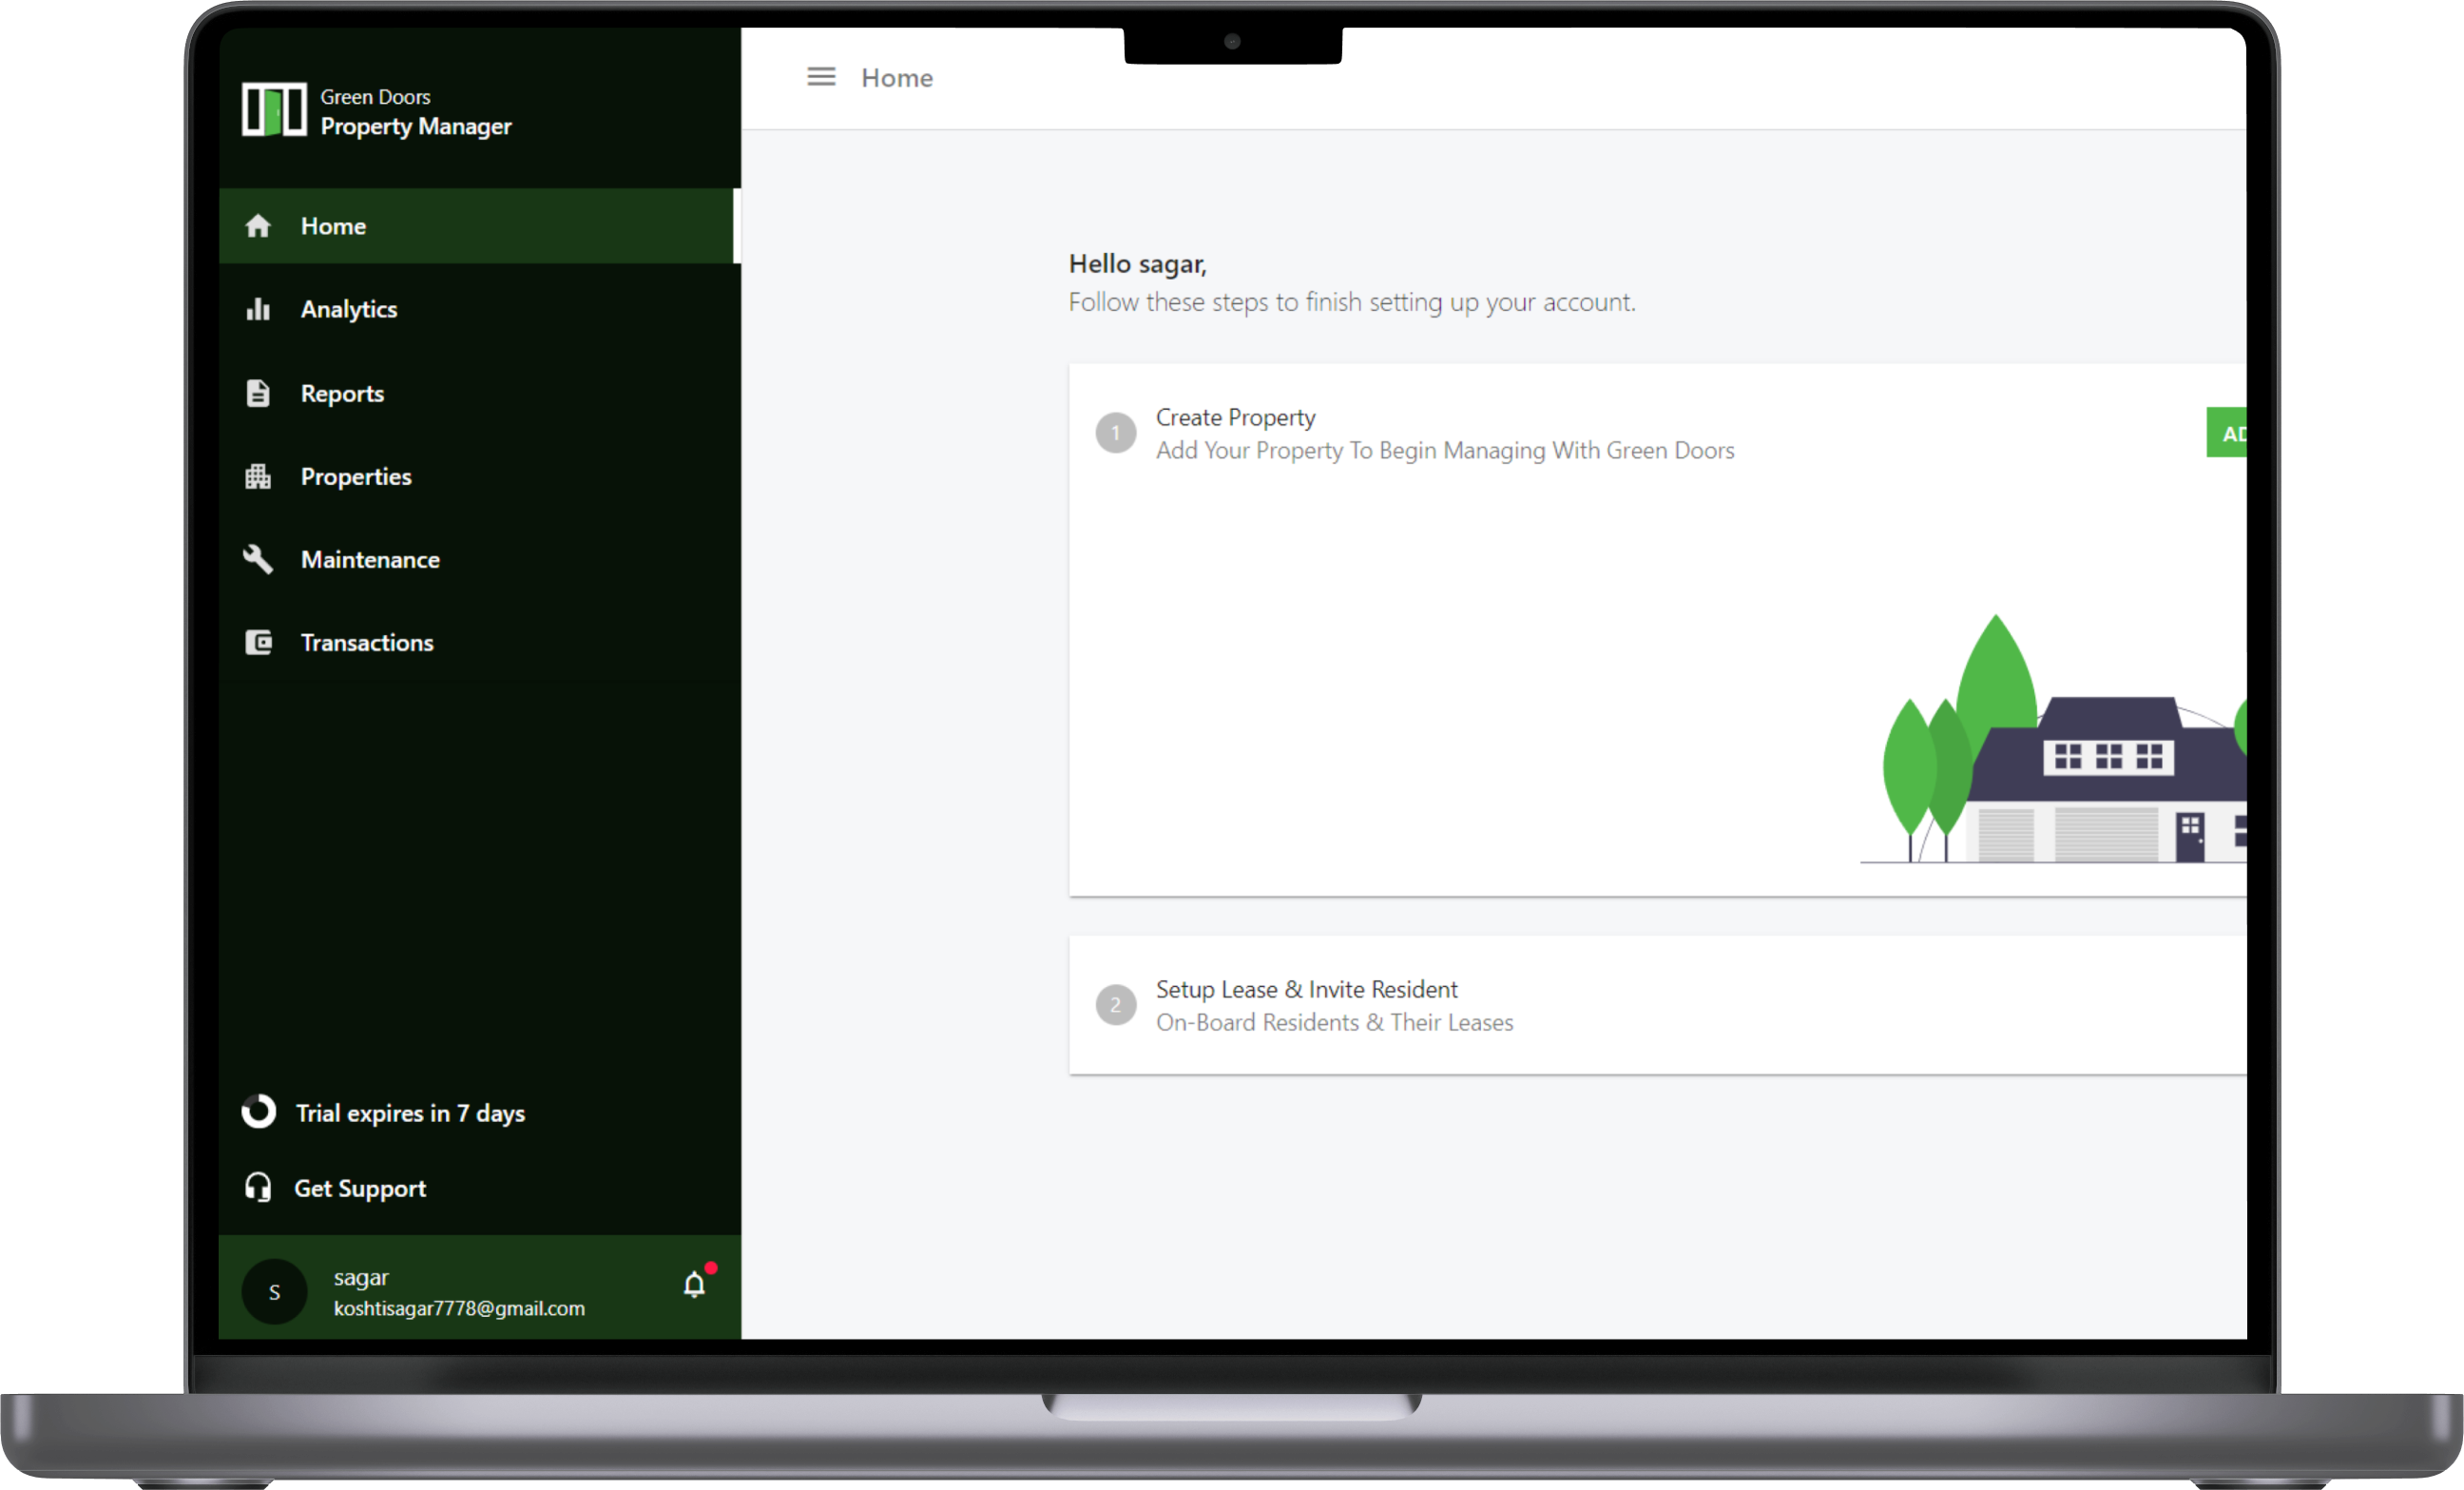 Green Doors
Property Manager
Home
Analytics
Reports
Properties
Maintenance
Transactions
Trial expires in 7 days
Get Support
S
sagar
koshtisagar7778@gmail.com
Home
Hello sagar,
Follow these steps to finish setting up your account.
1
Create Property
Add Your Property To Begin Managing With Green Doors
2
Setup Lease & Invite Resident
On-Board Residents & Their Leases